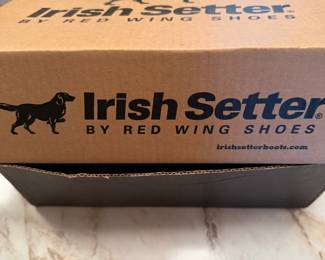 Irish Setter®
BY RED WING SHOES
Irish Setter®
BY RED WING SHOES
irishsetterboots.com